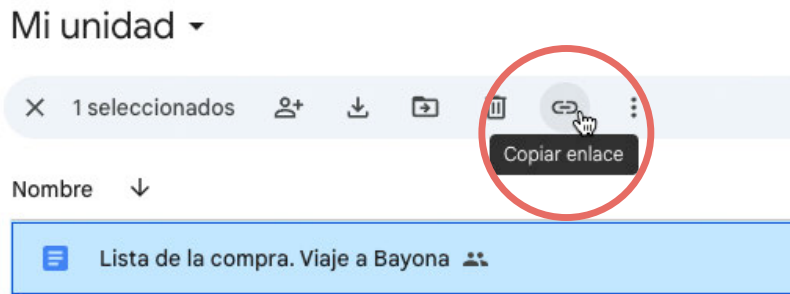 Mi unidad
1 seleccionados
Copiar enlace
Nombre
Lista de la compra. Viaje a Bayona